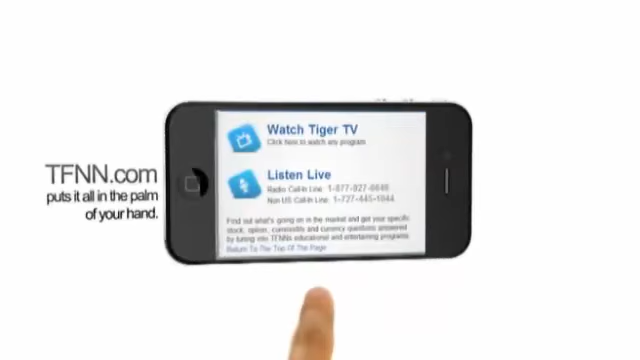 TFNN.com
puts it all in the palm
of your hand.
Watch Tiger TV
Click here to watch any program
Listen Live
Radio Call-In Line: 1-877-927-6648
Non US Call-In Line: 1-727-445-1044
Find out what's going on in the market and get your specific
stock, option, commodity and currency questions answered
by tuning into TFNNs educational and entertaining programs.
Return To The Top Of The Page